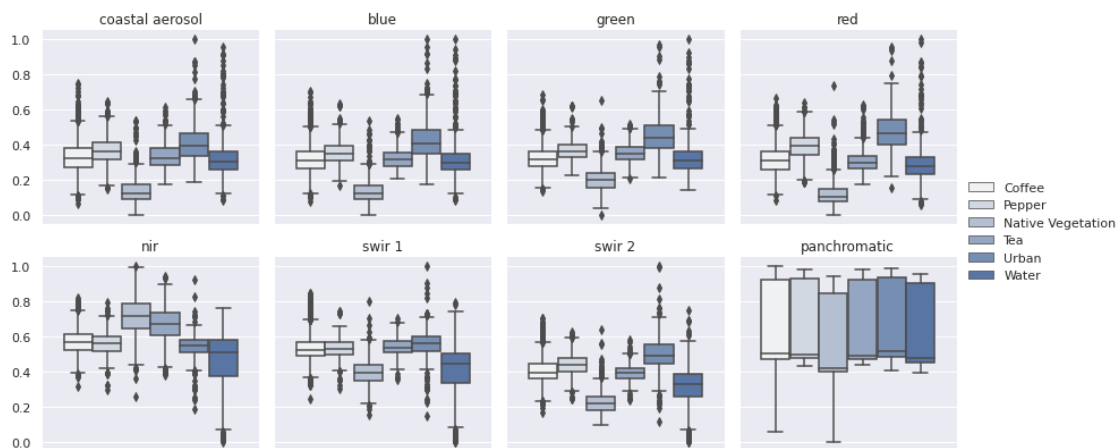 coastal aerosol
blue
green
red
1.0
0.8
0.6
0.4
0.2
0.0
nir
swir 1
swir 2
panchromatic
1.0
0.8
0.6
0.4
0.2
0.0
Coffee
Pepper
Native Vegetation
Tea
Urban
Water